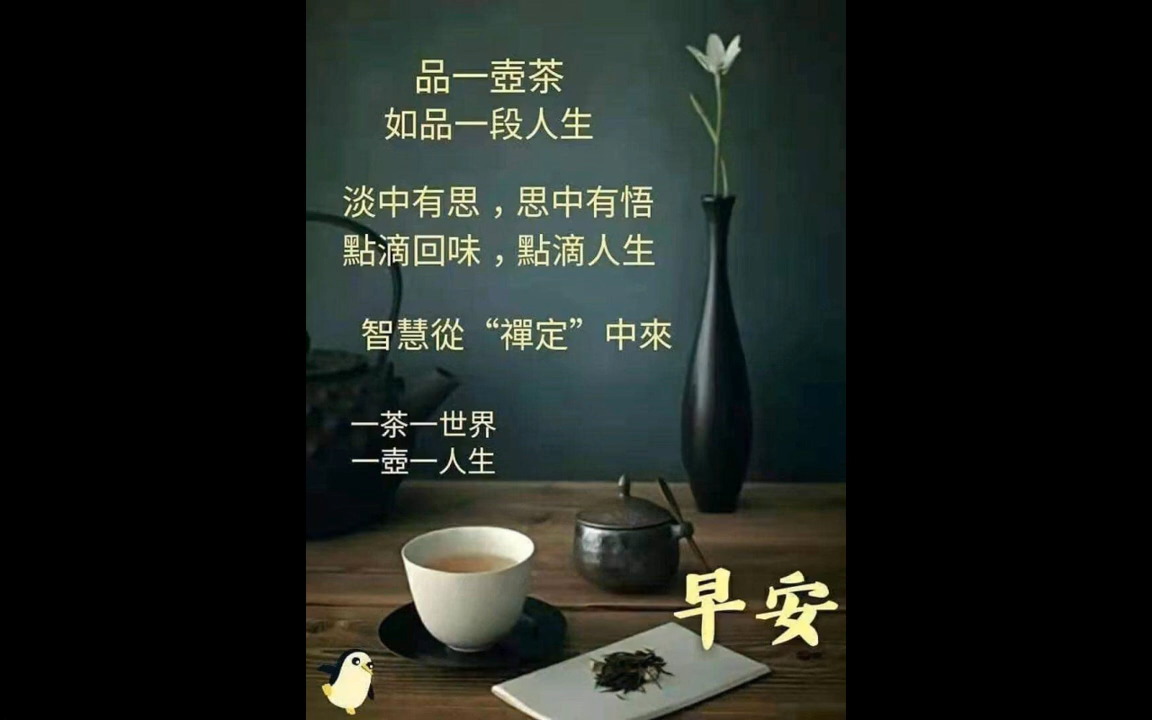 品一壺茶
如品一段人生
淡中有思，思中有悟
點滴回味，點滴人生
智慧從“禪定”中來
一茶一世界
一壺一人生
早安